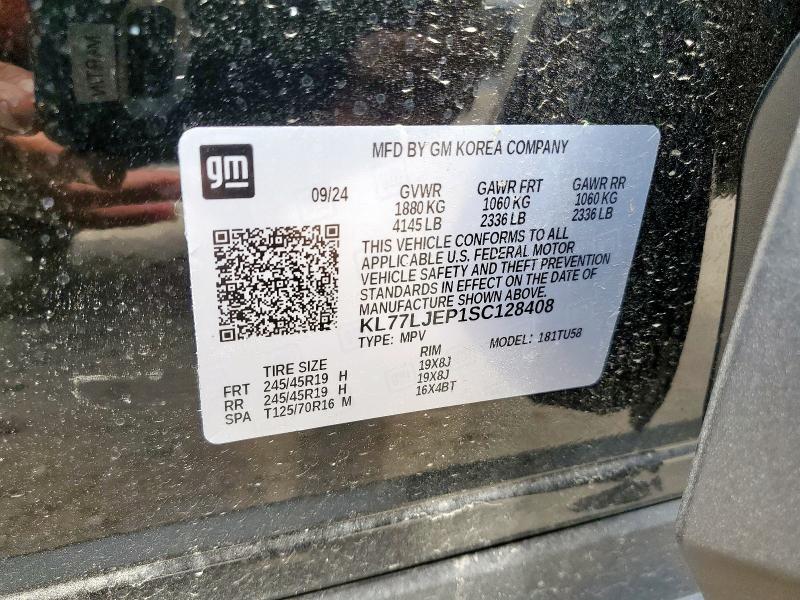 gm
MFD BY GM KOREA COMPANY
09/24
GVWR GAWR FRT GAWR RR
1880 KG 1060 KG 1060 KG
4145 LB 2336 LB 2336 LB
THIS VEHICLE CONFORMS TO ALL
APPLICABLE U.S. FEDERAL MOTOR
VEHICLE SAFETY AND THEFT PREVENTION
STANDARDS IN EFFECT ON THE DATE OF
MANUFACTURE SHOWN ABOVE.
KL77LJEP1SC128408
TYPE: MPV MODEL: 181TU58
TIRE SIZE RIM
FRT 245/45R19 H 19X8J
RR 245/45R19 H 19X8J
SPA T125/70R16 M 16X4BT